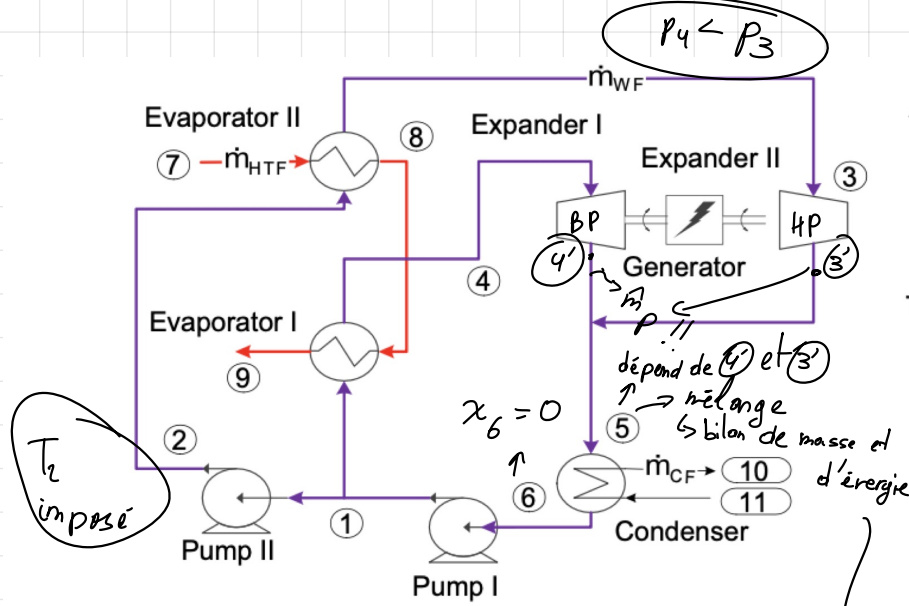 P₄ < P₃
ṁWF
Evaporator II
⑧
Expander I
⑦
ṁHTF
Expander II
③
BP
HP
④'
③'
④
Generator
ṁ
P !!!
Evaporator I
⑨
dépend de ④' et ③'
x₆ = 0
mélange
⑤
↳ bilan de masse et
d'énergie
②
T₂
imposé
ṁCF
⑩
⑥
⑪
①
Condenser
Pump II
Pump I